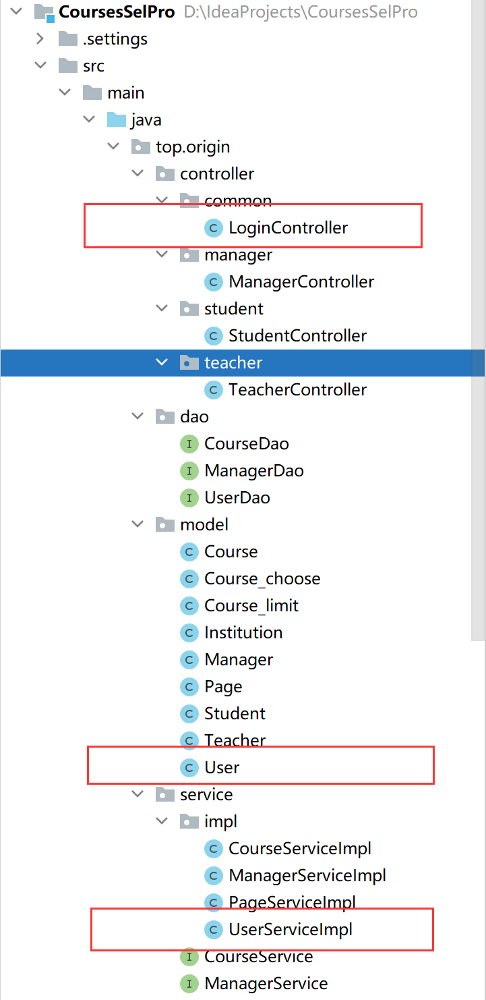 CoursesSelPro D:\IdeaProjects\CoursesSelPro
.settings
src
main
java
top.origin
controller
common
C LoginController
manager
C ManagerController
student
C StudentController
teacher
C TeacherController
dao
I CourseDao
I ManagerDao
I UserDao
model
C Course
C Course_choose
C Course_limit
C Institution
C Manager
C Page
C Student
C Teacher
C User
service
impl
C CourseServiceImpl
C ManagerServiceImpl
C PageServiceImpl
C UserServiceImpl
I CourseService
I ManagerService